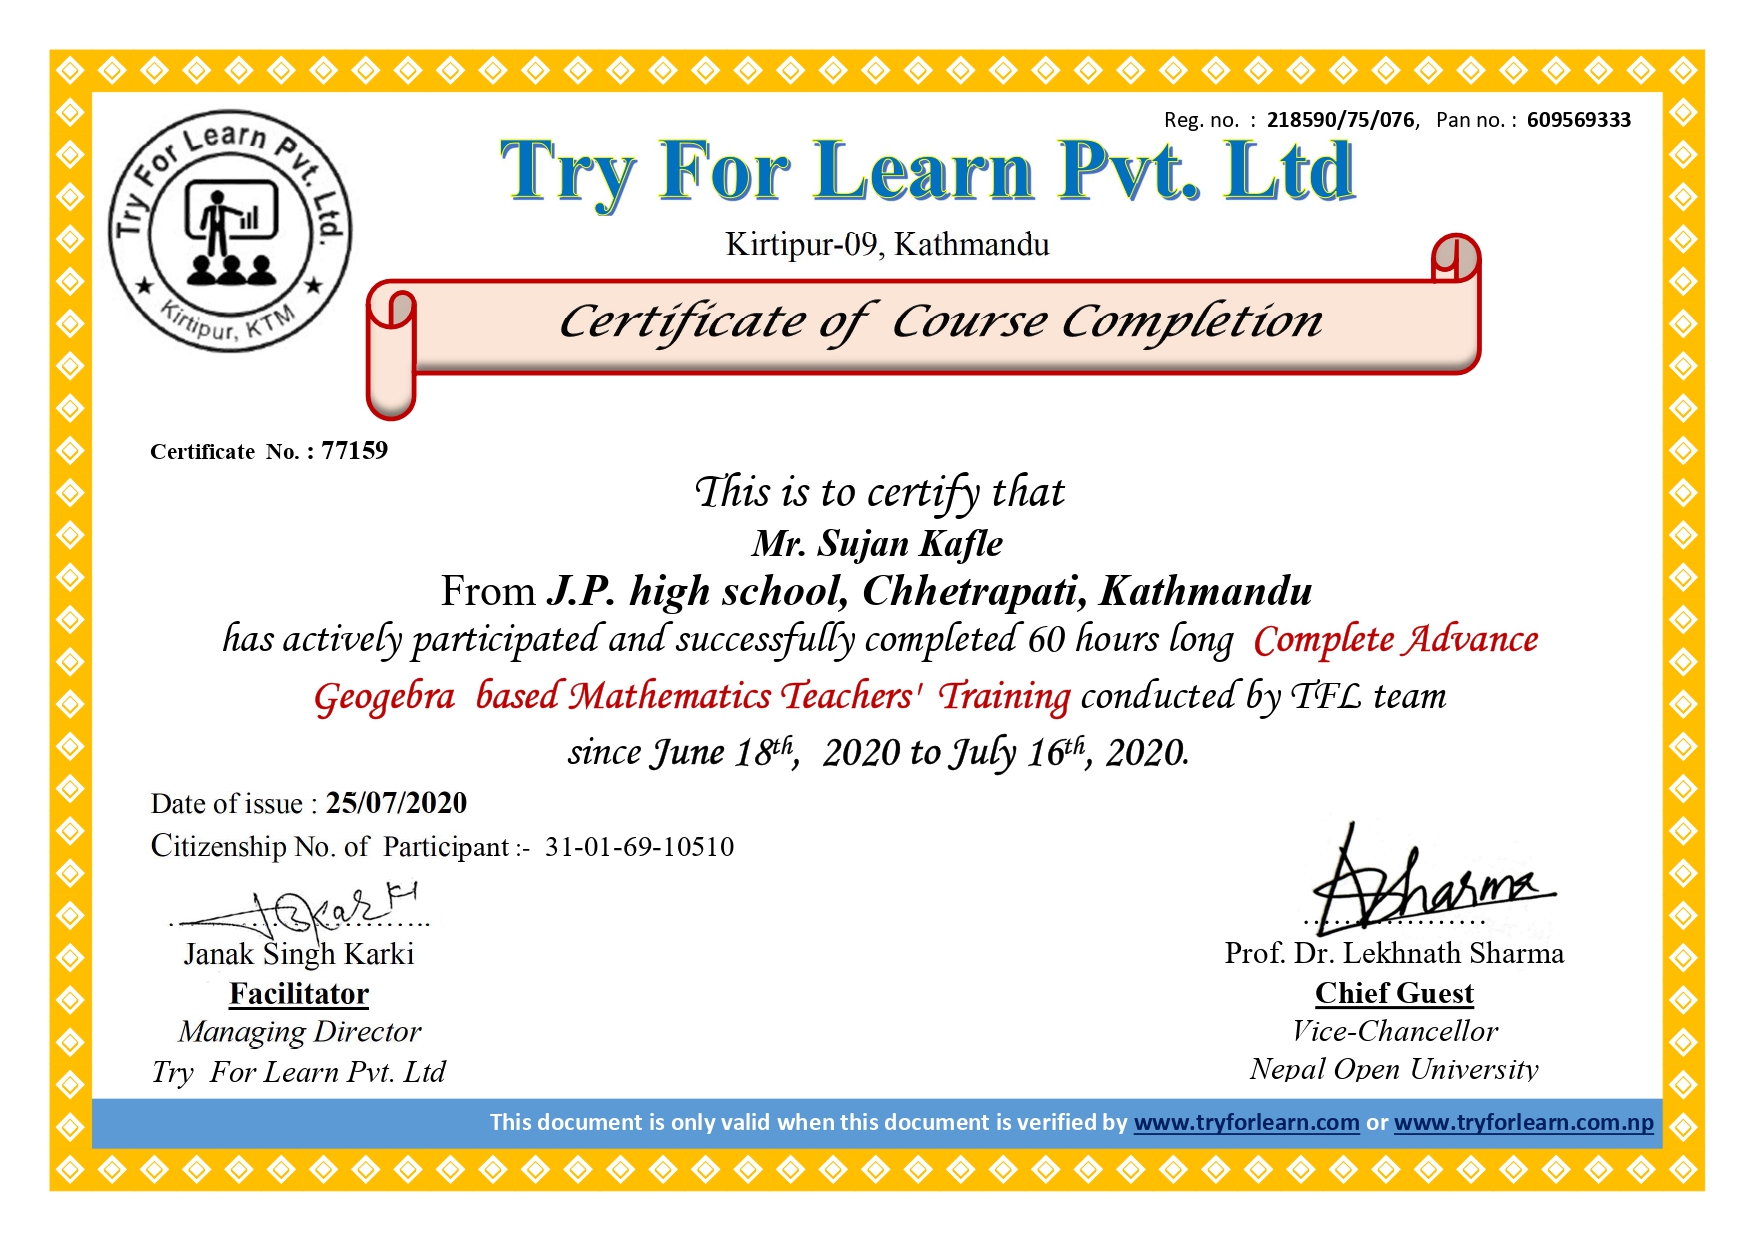 Reg. no. : 218590/75/076, Pan no. : 609569333
Try For Learn Pvt. Ltd.
Kirtipur, KTM
Try For Learn Pvt. Ltd
Kirtipur-09, Kathmandu
Certificate of Course Completion
Certificate No. : 77159
This is to certify that
Mr. Sujan Kafle
From J.P. high school, Chhetrapati, Kathmandu
has actively participated and successfully completed 60 hours long Complete Advance
Geogebra based Mathematics Teachers' Training conducted by TFL team
since June 18th, 2020 to July 16th, 2020.
Date of issue : 25/07/2020
Citizenship No. of Participant :- 31-01-69-10510
Janak Singh Karki
Facilitator
Managing Director
Try For Learn Pvt. Ltd
Prof. Dr. Lekhnath Sharma
Chief Guest
Vice-Chancellor
Nepal Open University
This document is only valid when this document is verified by www.tryforlearn.com or www.tryforlearn.com.np